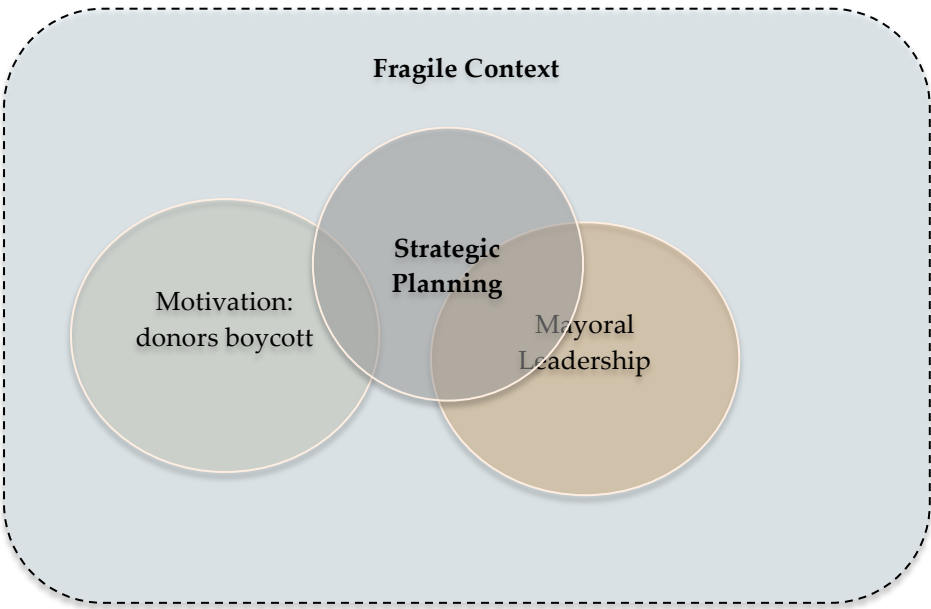 Fragile Context
Strategic
Planning
Motivation:
donors boycott
Mayoral
Leadership